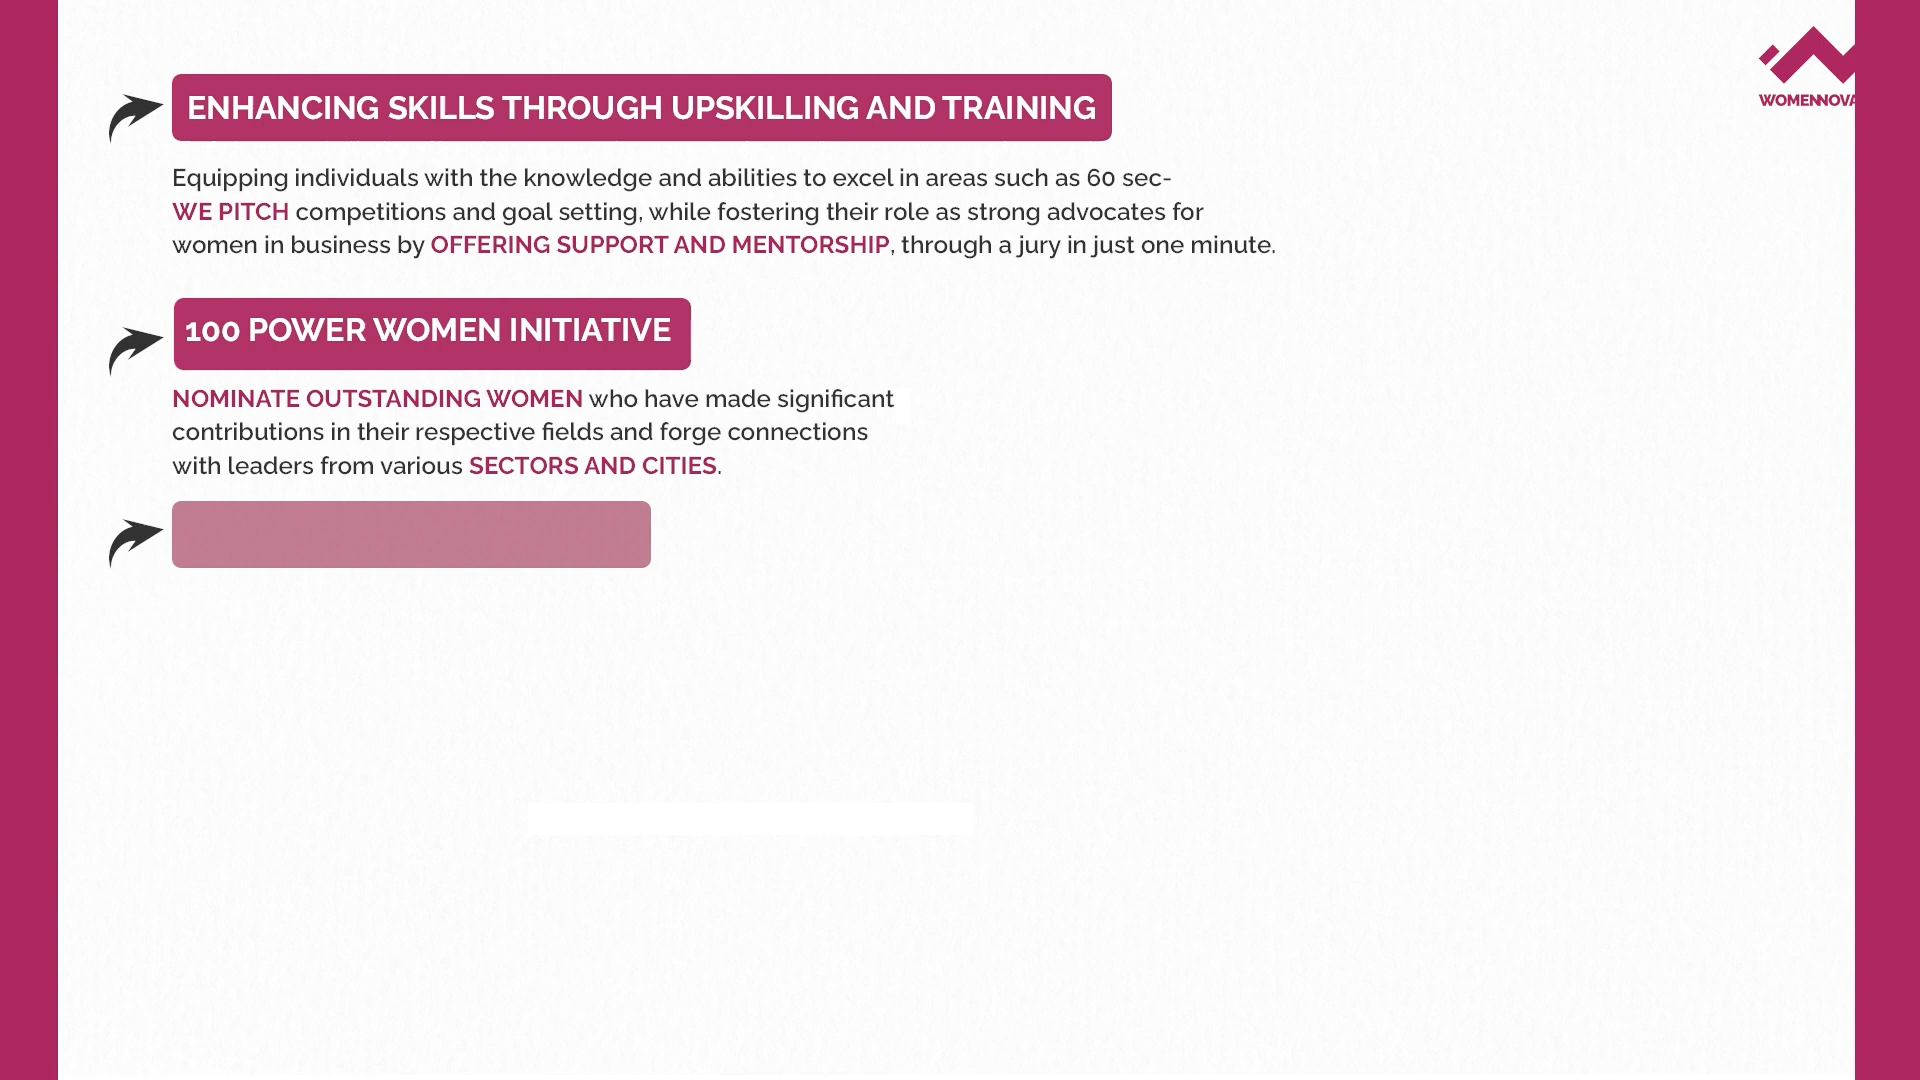 WOMENNOVA
ENHANCING SKILLS THROUGH UPSKILLING AND TRAINING
Equipping individuals with the knowledge and abilities to excel in areas such as 60 sec-
WE PITCH competitions and goal setting, while fostering their role as strong advocates for
women in business by OFFERING SUPPORT AND MENTORSHIP, through a jury in just one minute.
100 POWER WOMEN INITIATIVE
NOMINATE OUTSTANDING WOMEN who have made significant
contributions in their respective fields and forge connections
with leaders from various SECTORS AND CITIES.